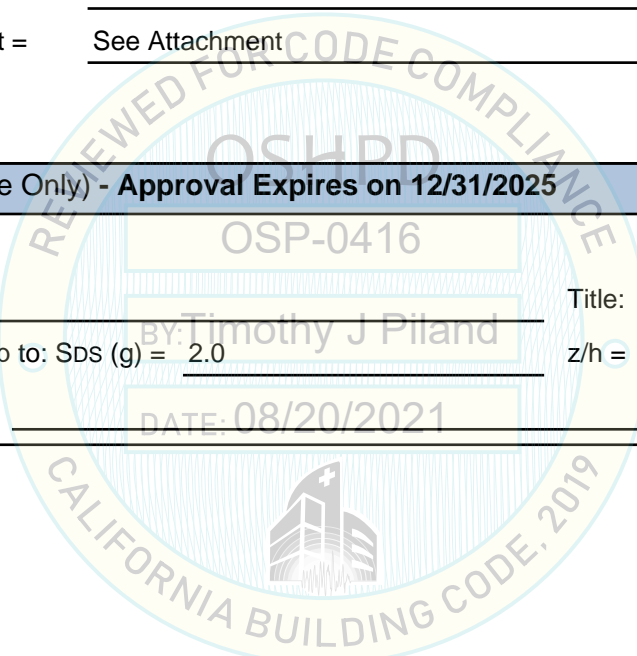 t = See Attachment
REVIEWED FOR CODE COMPLIANCE
OSHPD
e Only) - Approval Expires on 12/31/2025
OSP-0416
Title:
BY: Timothy J Piland
o to: SDS (g) = 2.0 z/h =
DATE: 08/20/2021
CALIFORNIA BUILDING CODE, 2019